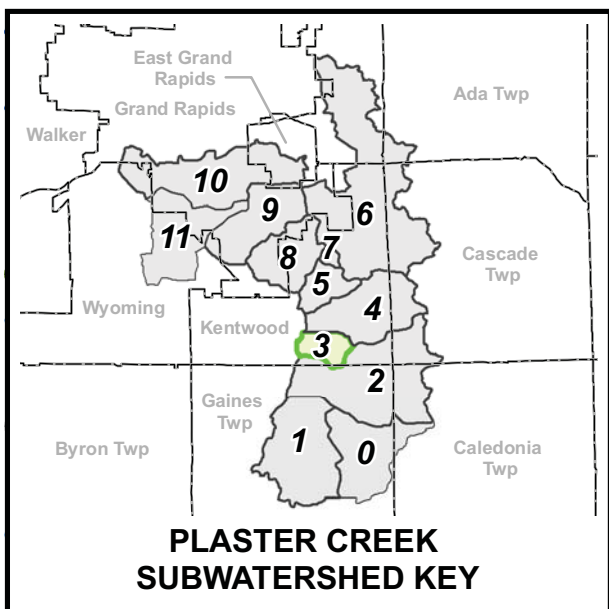 East Grand
Rapids
Grand Rapids
Ada Twp
Walker
10
9
6
11
8
7
5
4
Cascade
Twp
Wyoming
Kentwood
3
2
Gaines
Twp
1
0
Byron Twp
Caledonia
Twp
PLASTER CREEK
SUBWATERSHED KEY